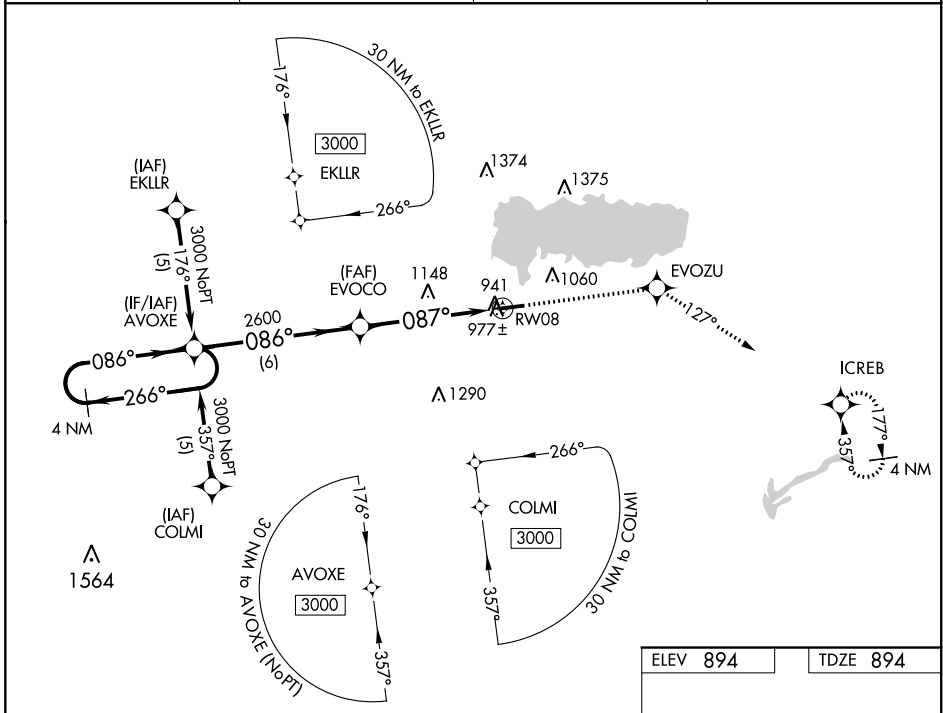 30 NM to EKLLR
176°
3000
EKLLR
266°
1374
1375
(IAF)
EKLLR
3000 NoPT
176°
(5)
(IF/IAF)
AVOXE
2600
086°
(6)
(FAF)
EVOCO
1148
087°
941
977±
RW08
1060
EVOZU
127°
086°
266°
4 NM
3000 NoPT
357°
(5)
(IAF)
COLMI
1290
ICREB
177°
357°
4 NM
1564
30 NM to AVOXE (NoPT)
176°
AVOXE
3000
357°
266°
COLMI
3000
357°
30 NM to COLMI
ELEV 894
TDZE 894